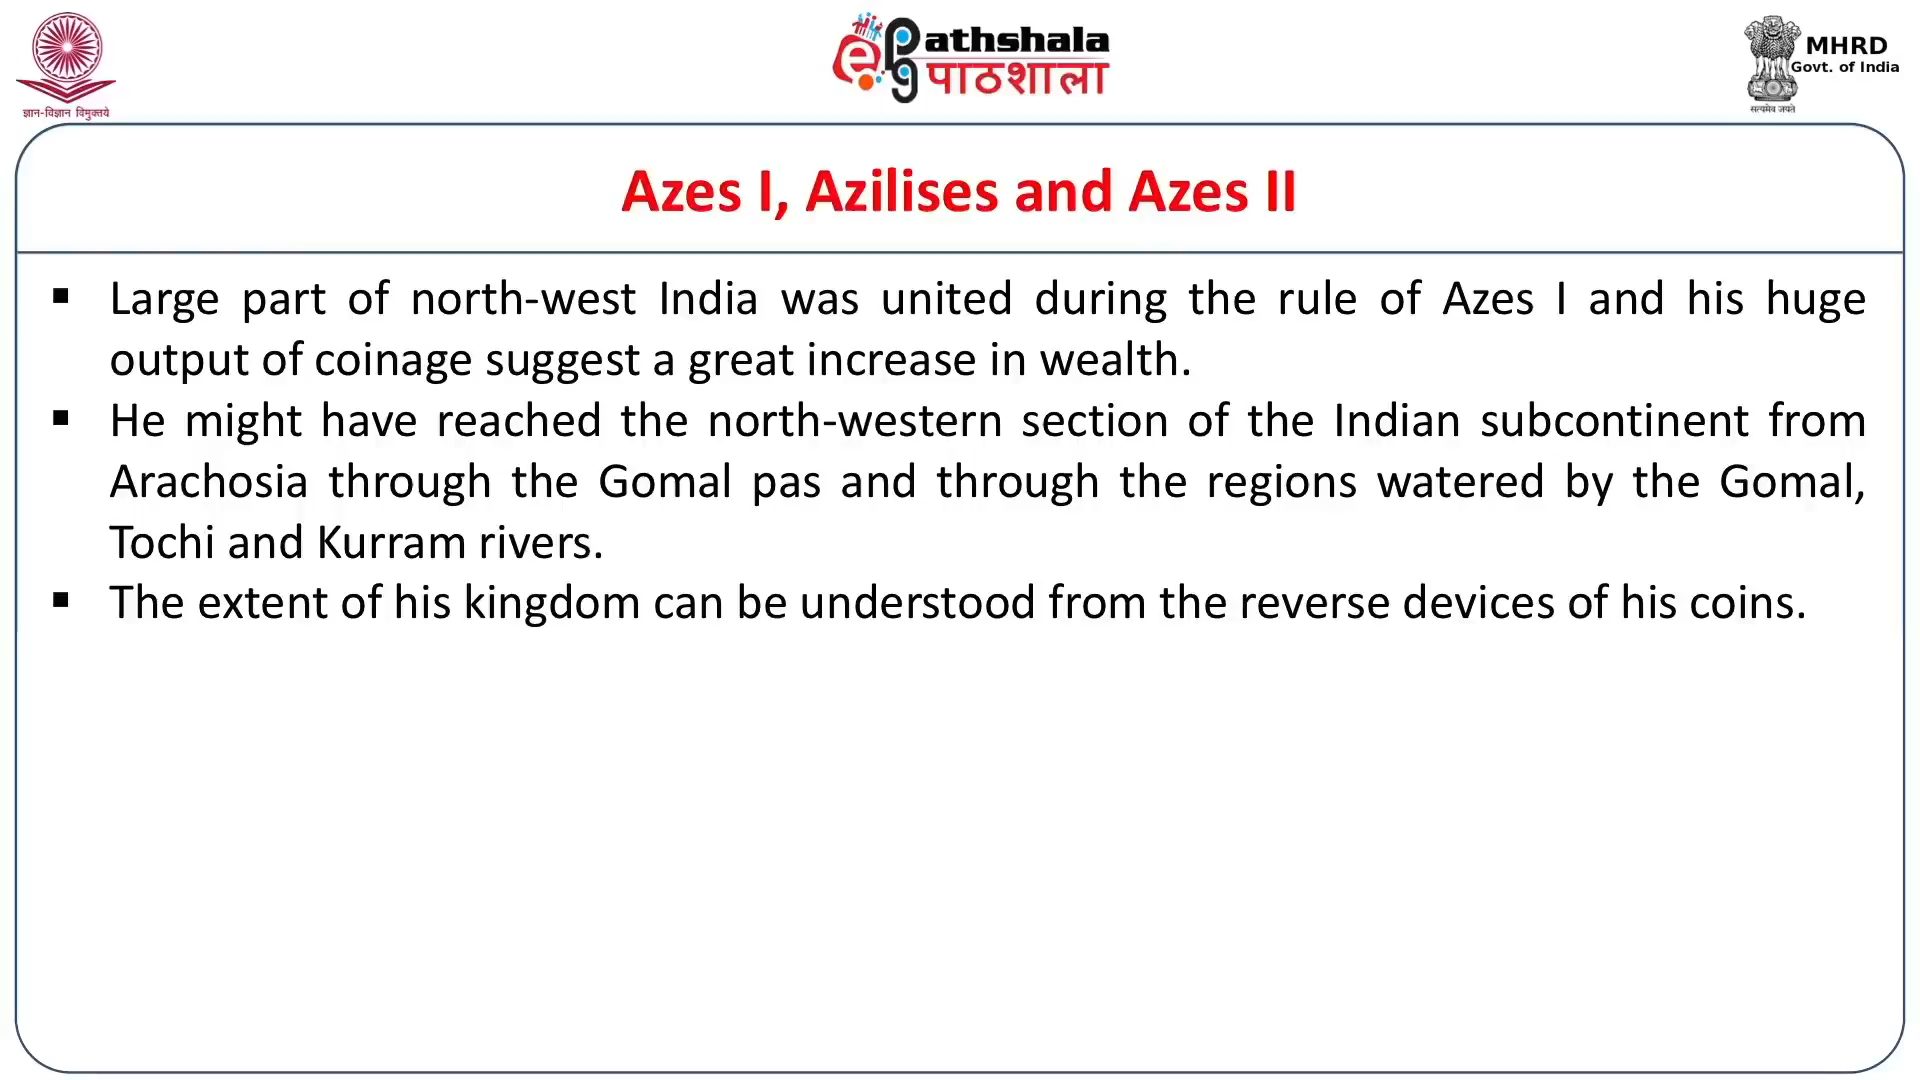 ज्ञान-विज्ञान विमुक्तये
ePathshala
पाठशाला
MHRD
Govt. of India
सत्यमेव जयते
Azes I, Azilises and Azes II
▪ Large part of north-west India was united during the rule of Azes I and his huge
output of coinage suggest a great increase in wealth.
▪ He might have reached the north-western section of the Indian subcontinent from
Arachosia through the Gomal pas and through the regions watered by the Gomal,
Tochi and Kurram rivers.
▪ The extent of his kingdom can be understood from the reverse devices of his coins.